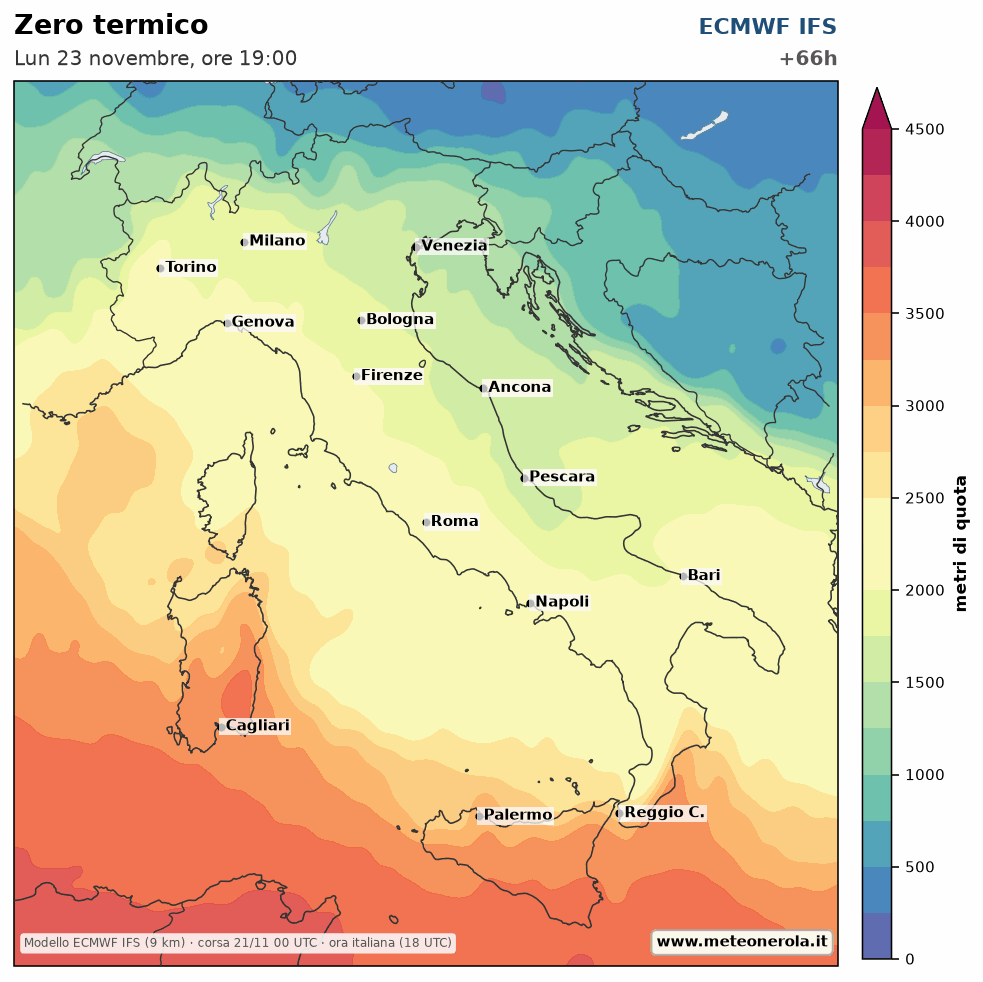 Zero termico
ECMWF IFS
Lun 23 novembre, ore 19:00
+66h
Milano
Venezia
Torino
Genova
Bologna
Firenze
Ancona
Pescara
Roma
Bari
Napoli
Cagliari
Palermo
Reggio C.
4500
4000
3500
3000
2500
2000
1500
1000
500
0
metri di quota
Modello ECMWF IFS (9 km) · corsa 21/11 00 UTC · ora italiana (18 UTC)
www.meteonerola.it